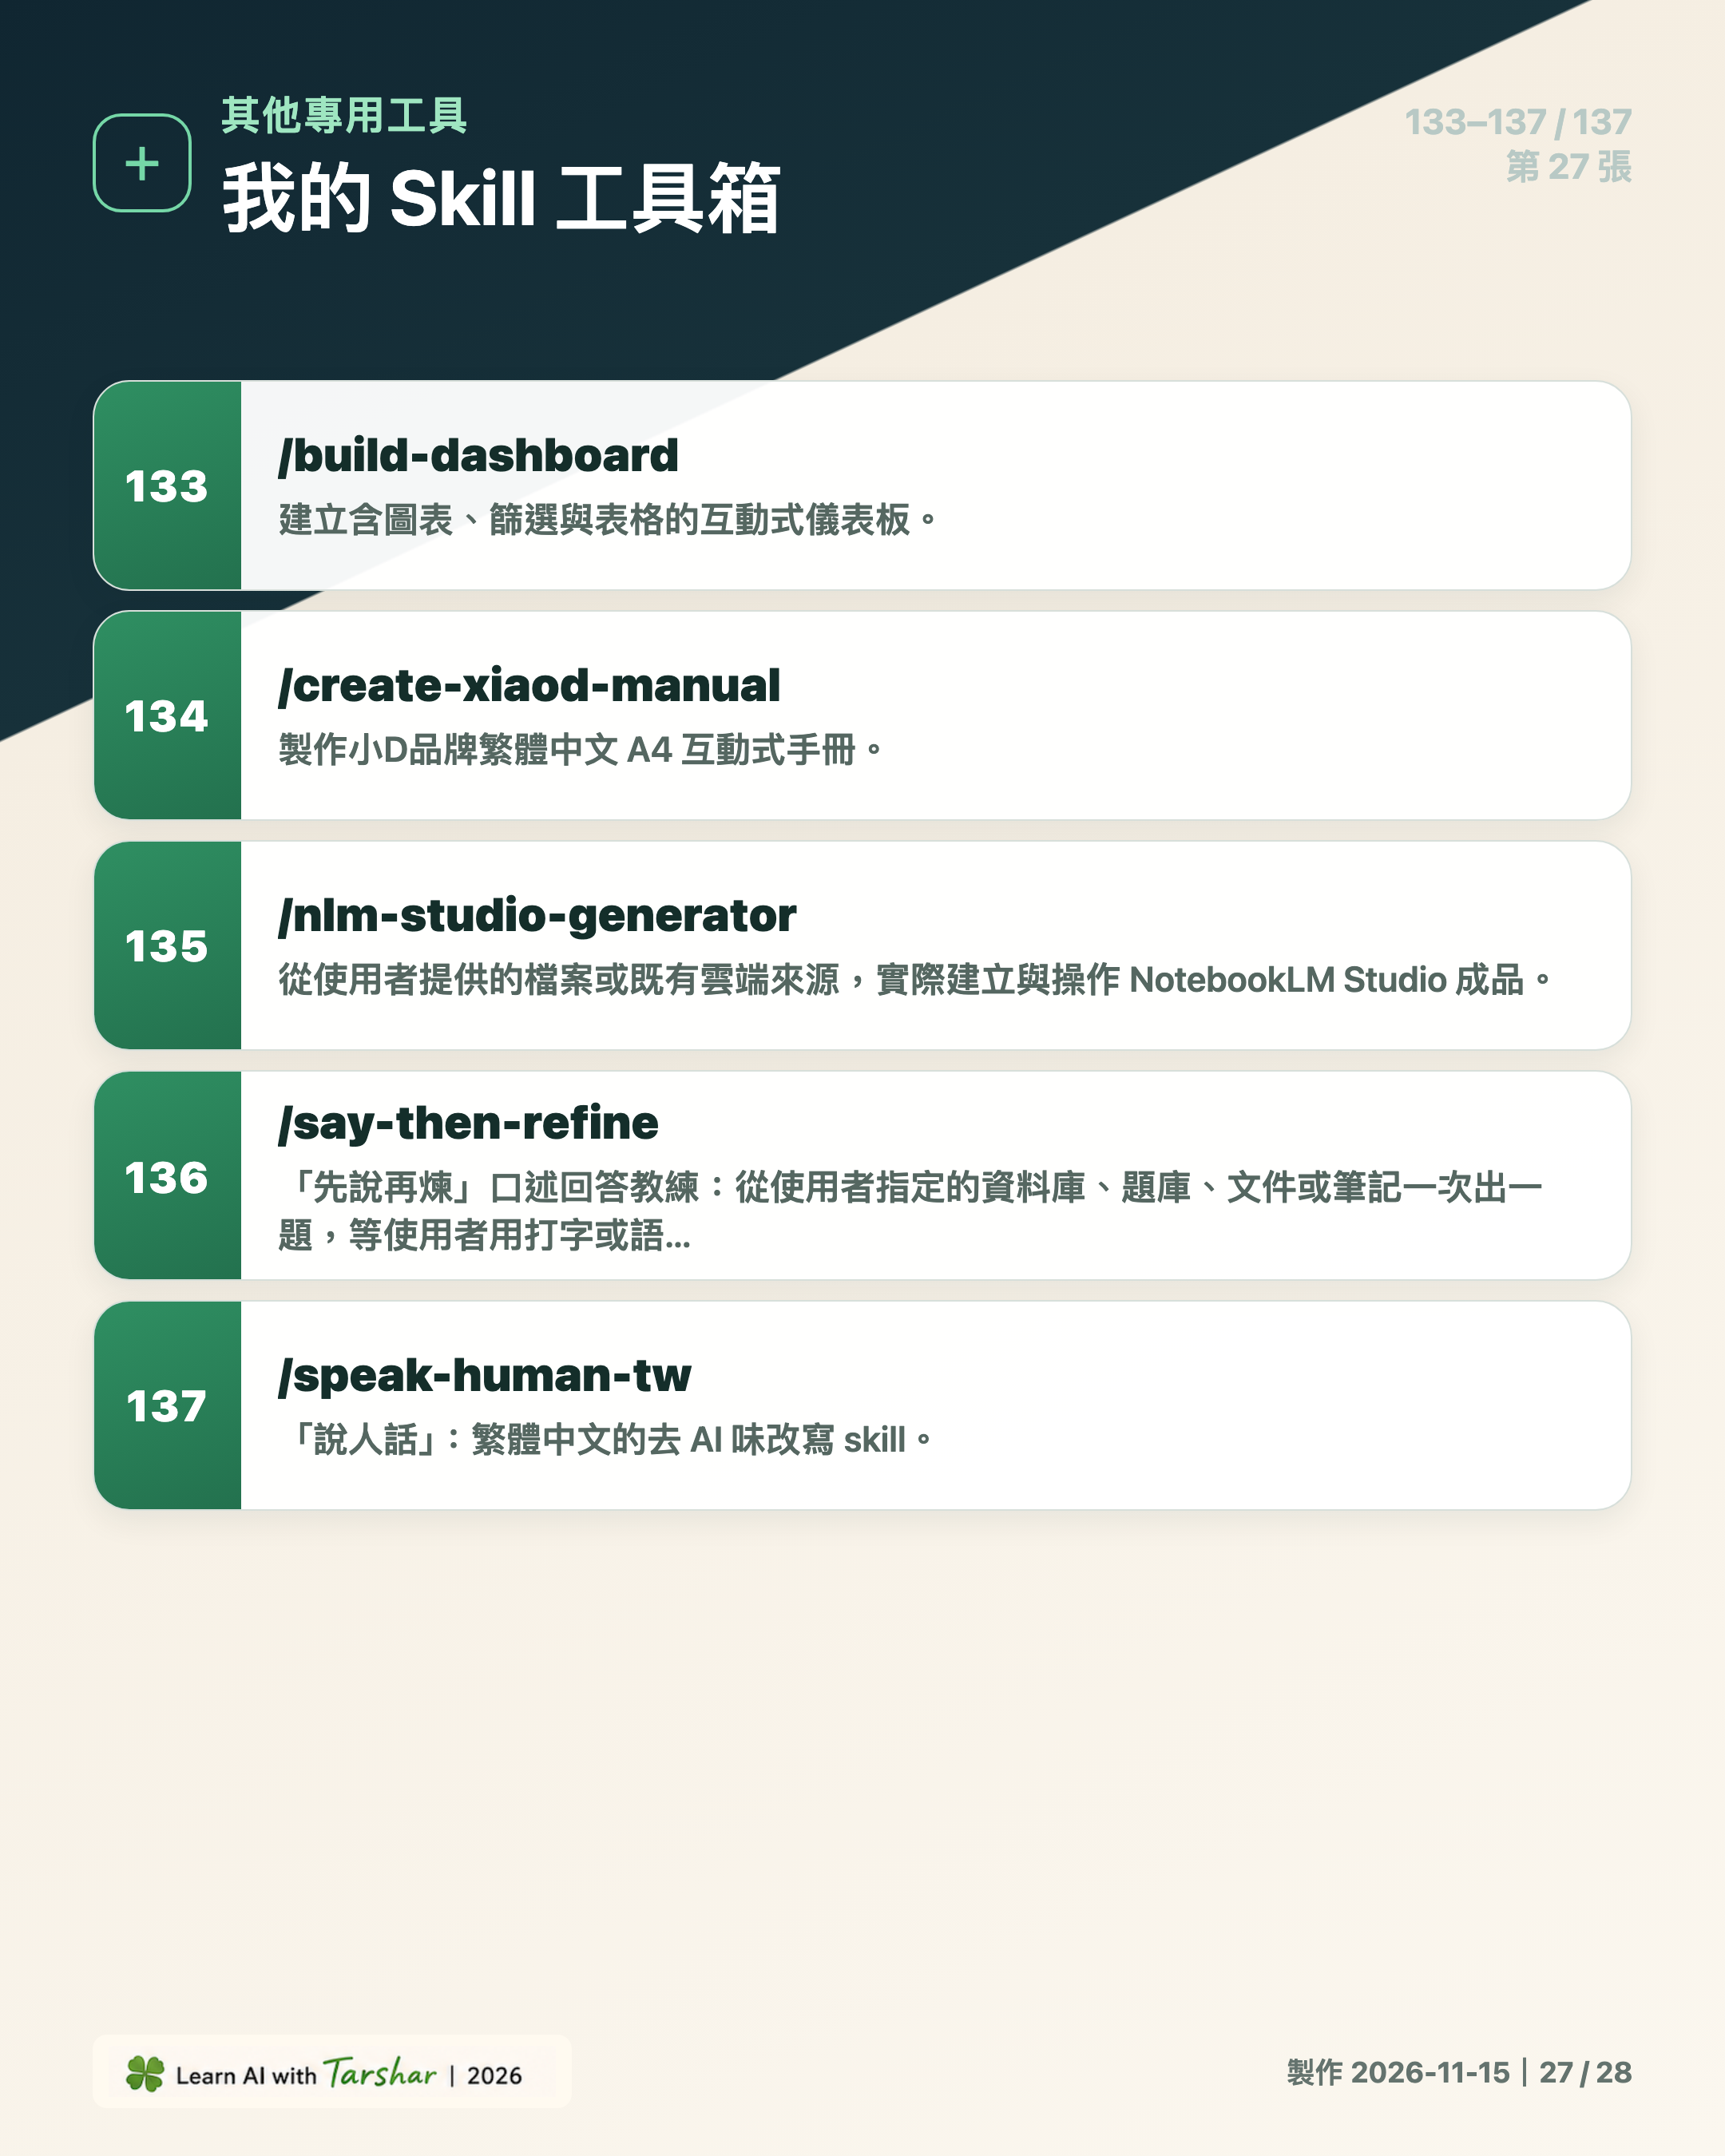 其他專用工具
我的 Skill 工具箱
133–137 / 137
第 27 張
133
/build-dashboard
建立含圖表、篩選與表格的互動式儀表板。
134
/create-xiaod-manual
製作小D品牌繁體中文 A4 互動式手冊。
135
/nlm-studio-generator
從使用者提供的檔案或既有雲端來源，實際建立與操作 NotebookLM Studio 成品。
136
/say-then-refine
「先說再煉」口述回答教練：從使用者指定的資料庫、題庫、文件或筆記一次出一
題，等使用者用打字或語...
137
/speak-human-tw
「說人話」：繁體中文的去 AI 味改寫 skill。
Learn AI with Tarshar | 2026
製作 2026-11-15｜27 / 28